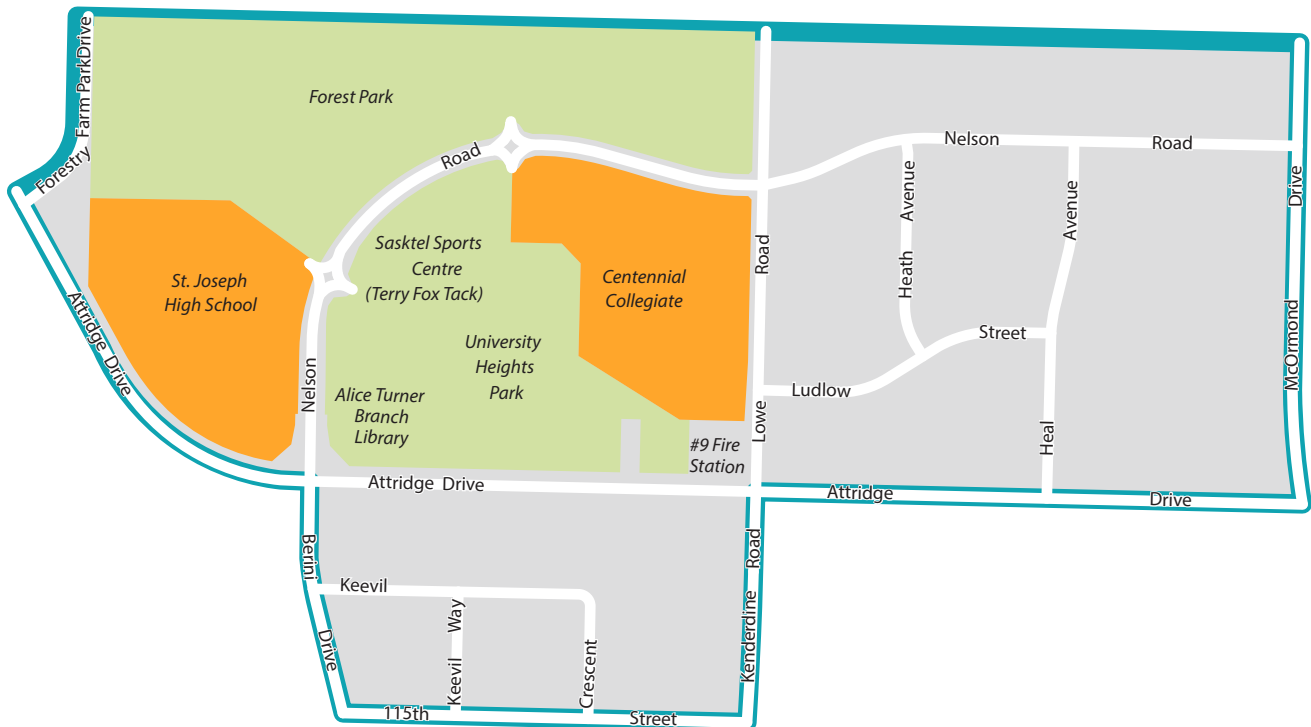 Forestry
Farm Park Drive
Forest Park
Road
Nelson
Road
Sasktel Sports
Centre
(Terry Fox Tack)
St. Joseph
High School
Centennial
Collegiate
Road
Heath
Avenue
Avenue
Drive
McOrmond
Attridge Drive
Nelson
University
Heights
Park
Street
Ludlow
Alice Turner
Branch
Library
Lowe
#9 Fire
Station
Heal
Attridge Drive
Attridge
Drive
Berini
Drive
Keevil
Keevil
Way
Crescent
Kenderdine
Road
115th
Street